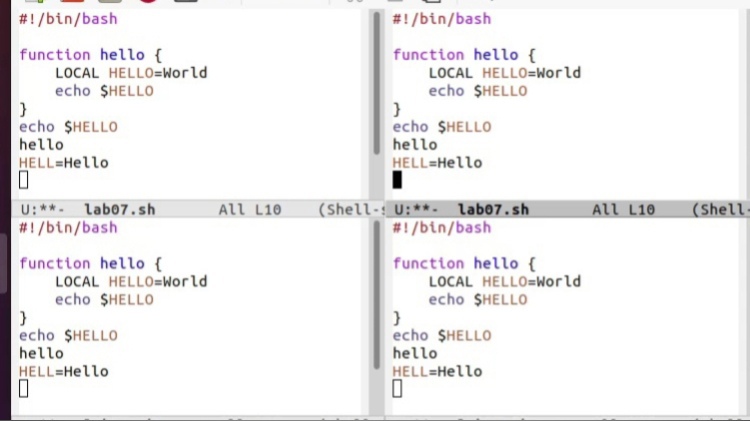 #!/bin/bash
function hello {
    LOCAL HELLO=World
    echo $HELLO
}
echo $HELLO
hello
HELL=Hello
U:**-  lab07.sh       All L10    (Shell-s
#!/bin/bash
function hello {
    LOCAL HELLO=World
    echo $HELLO
}
echo $HELLO
hello
HELL=Hello
U:**-  lab07.sh       All L10    (Shell-
#!/bin/bash
function hello {
    LOCAL HELLO=World
    echo $HELLO
}
echo $HELLO
hello
HELL=Hello
#!/bin/bash
function hello {
    LOCAL HELLO=World
    echo $HELLO
}
echo $HELLO
hello
HELL=Hello